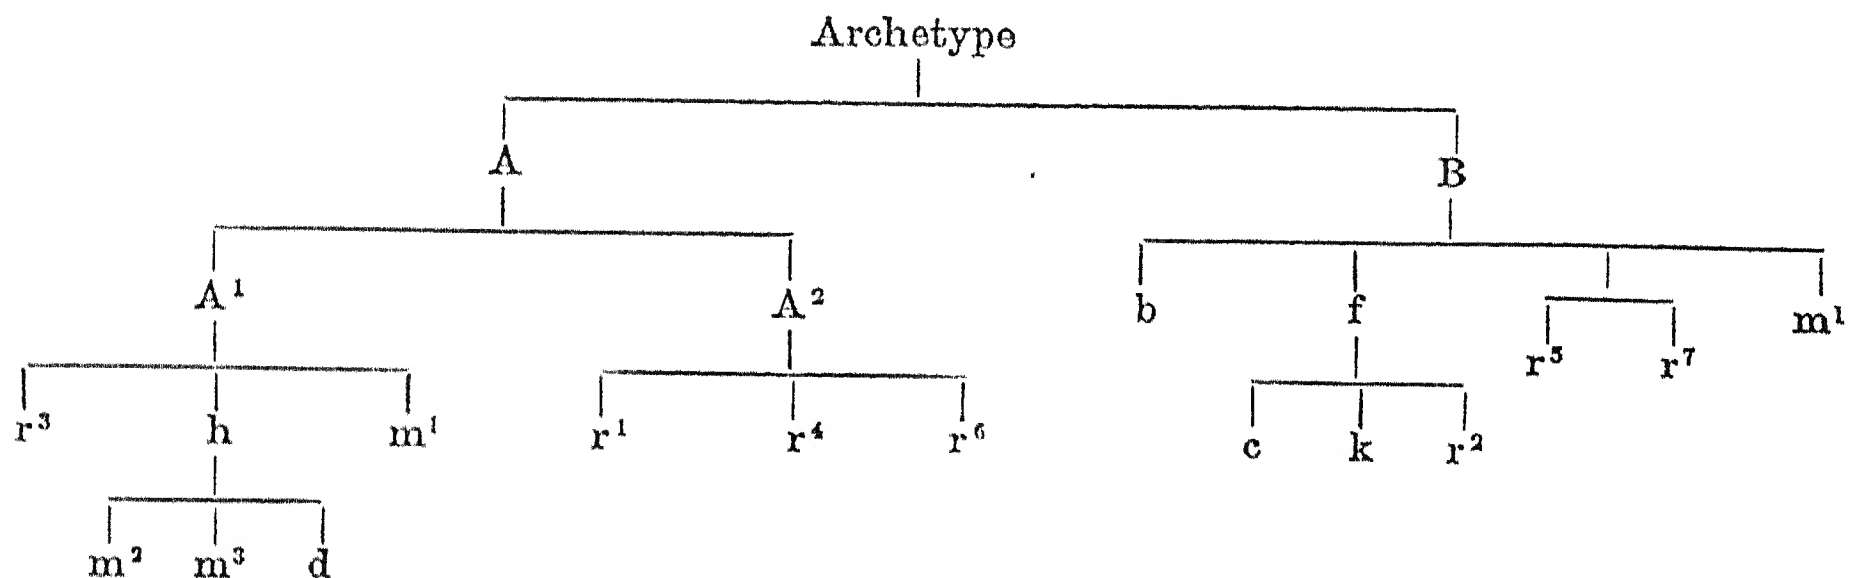 Archetype
A B
A¹ A² b f m¹
r⁵ r⁷
r³ h m¹ r¹ r⁴ r⁶ c k r²
m² m³ d